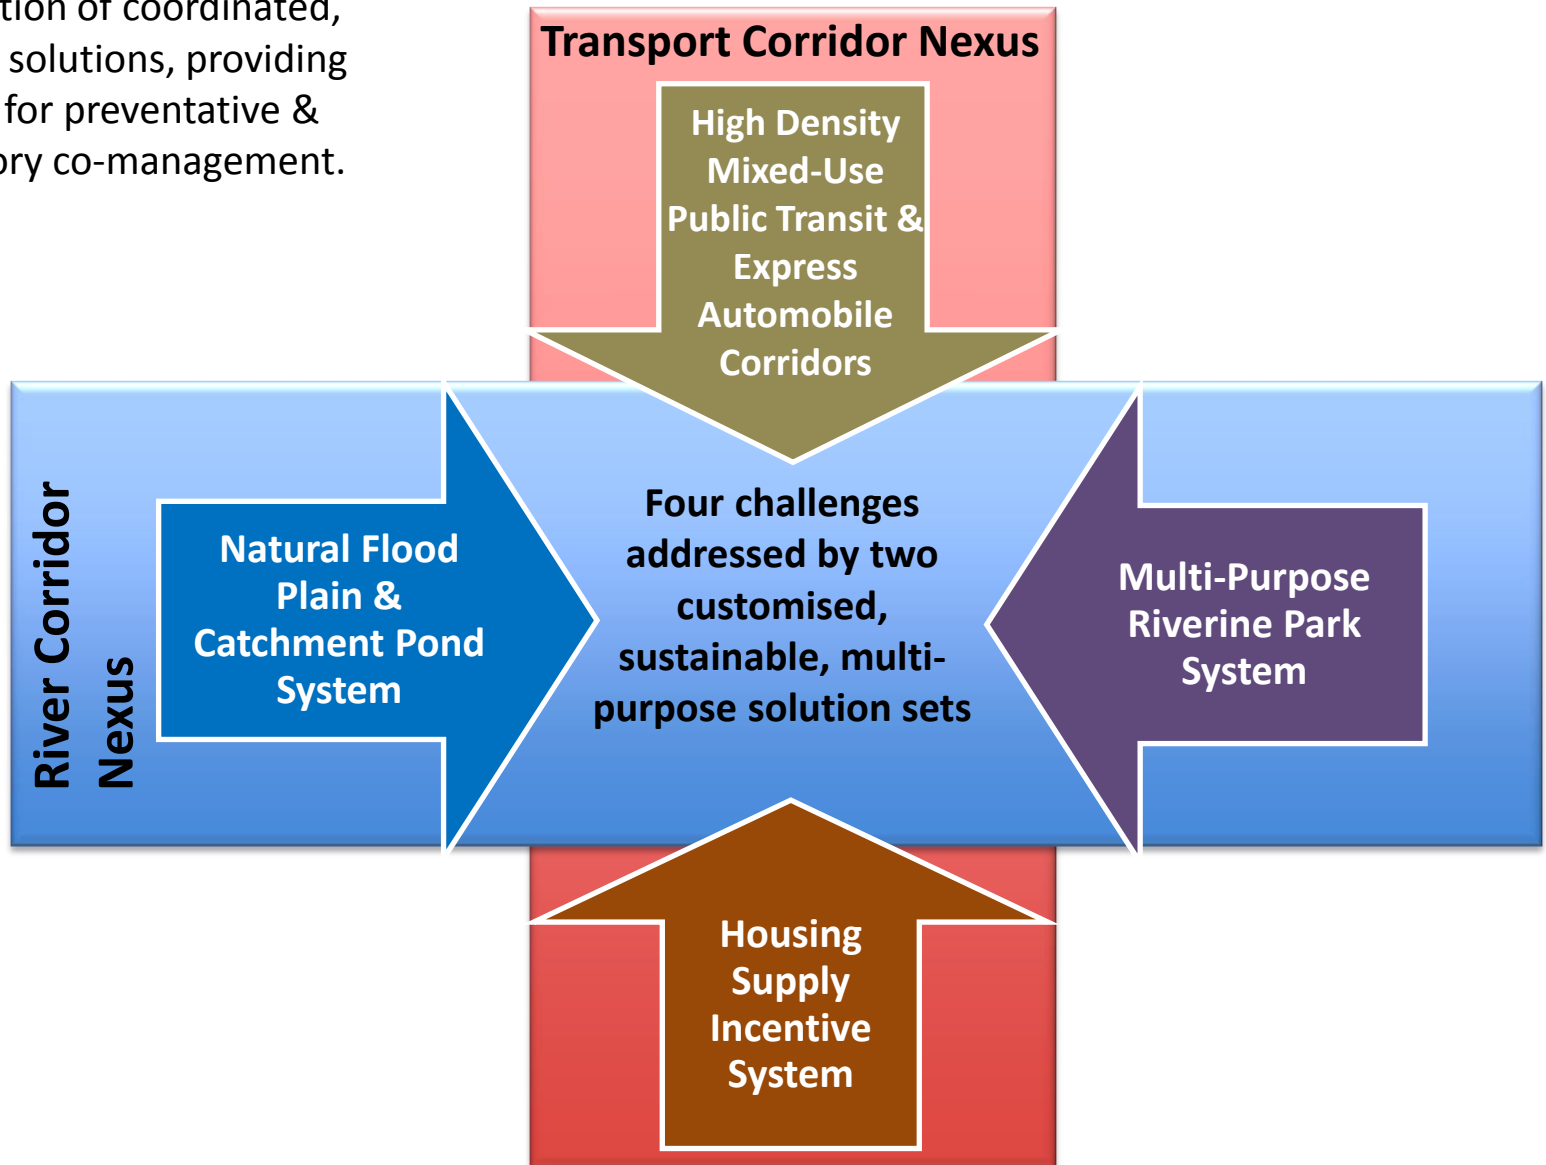 tion of coordinated,
solutions, providing
for preventative &
ory co-management.
Transport Corridor Nexus
High Density
Mixed-Use
Public Transit &
Express
Automobile
Corridors
River Corridor
Nexus
Natural Flood
Plain &
Catchment Pond
System
Four challenges
addressed by two
customised,
sustainable, multi-
purpose solution sets
Multi-Purpose
Riverine Park
System
Housing
Supply
Incentive
System